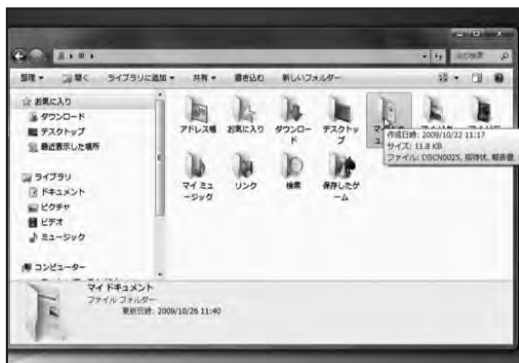 整理 ▼ 開く ライブラリに追加 ▼ 共有 ▼ 書き込む 新しいフォルダー
お気に入り
ダウンロード
デスクトップ
最近表示した場所
ライブラリ
ドキュメント
ピクチャ
ビデオ
ミュージック
コンピューター
アドレス帳 お気に入り ダウンロード デスクトップ
作成日時: 2009/10/22 11:17
サイズ: 11.8 KB
ファイル: DSCN0025, 招待状, 報告書
マイ ミュージック リンク 検索 保存したゲーム
マイ ドキュメント
ファイル フォルダー
更新日時: 2009/10/26 11:40